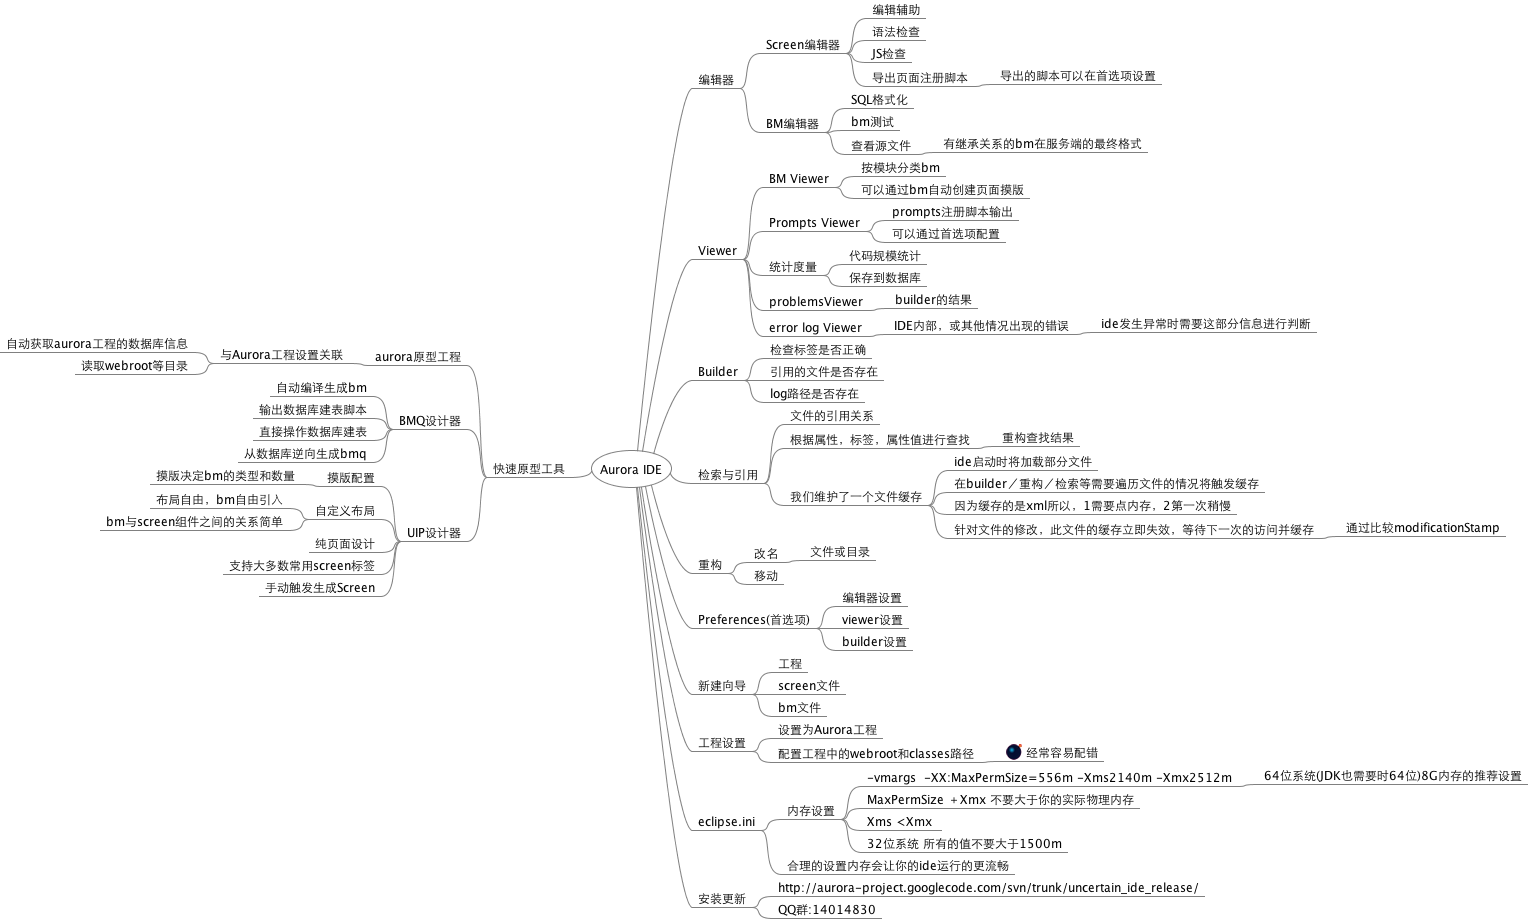 Aurora IDE
编辑器
Screen编辑器
编辑辅助
语法检查
JS检查
导出页面注册脚本
导出的脚本可以在首选项设置
BM编辑器
SQL格式化
bm测试
查看源文件
有继承关系的bm在服务端的最终格式
Viewer
BM Viewer
按模块分类bm
可以通过bm自动创建页面摸版
Prompts Viewer
prompts注册脚本输出
可以通过首选项配置
统计度量
代码规模统计
保存到数据库
problemsViewer
builder的结果
error log Viewer
IDE内部，或其他情况出现的错误
ide发生异常时需要这部分信息进行判断
Builder
检查标签是否正确
引用的文件是否存在
log路径是否存在
检索与引用
文件的引用关系
根据属性，标签，属性值进行查找
重构查找结果
我们维护了一个文件缓存
ide启动时将加载部分文件
在builder／重构／检索等需要遍历文件的情况将触发缓存
因为缓存的是xml所以，1需要点内存，2第一次稍慢
针对文件的修改，此文件的缓存立即失效，等待下一次的访问并缓存
通过比较modificationStamp
重构
改名
文件或目录
移动
Preferences(首选项)
编辑器设置
viewer设置
builder设置
新建向导
工程
screen文件
bm文件
工程设置
设置为Aurora工程
配置工程中的webroot和classes路径
经常容易配错
eclipse.ini
内存设置
-vmargs -XX:MaxPermSize=556m -Xms2140m -Xmx2512m
64位系统(JDK也需要时64位)8G内存的推荐设置
MaxPermSize ＋Xmx 不要大于你的实际物理内存
Xms <Xmx
32位系统 所有的值不要大于1500m
合理的设置内存会让你的ide运行的更流畅
安装更新
http://aurora-project.googlecode.com/svn/trunk/uncertain_ide_release/
QQ群:14014830
快速原型工具
aurora原型工程
与Aurora工程设置关联
自动获取aurora工程的数据库信息
读取webroot等目录
BMQ设计器
自动编译生成bm
输出数据库建表脚本
直接操作数据库建表
从数据库逆向生成bmq
UIP设计器
摸版配置
摸版决定bm的类型和数量
自定义布局
布局自由，bm自由引入
bm与screen组件之间的关系简单
纯页面设计
支持大多数常用screen标签
手动触发生成Screen